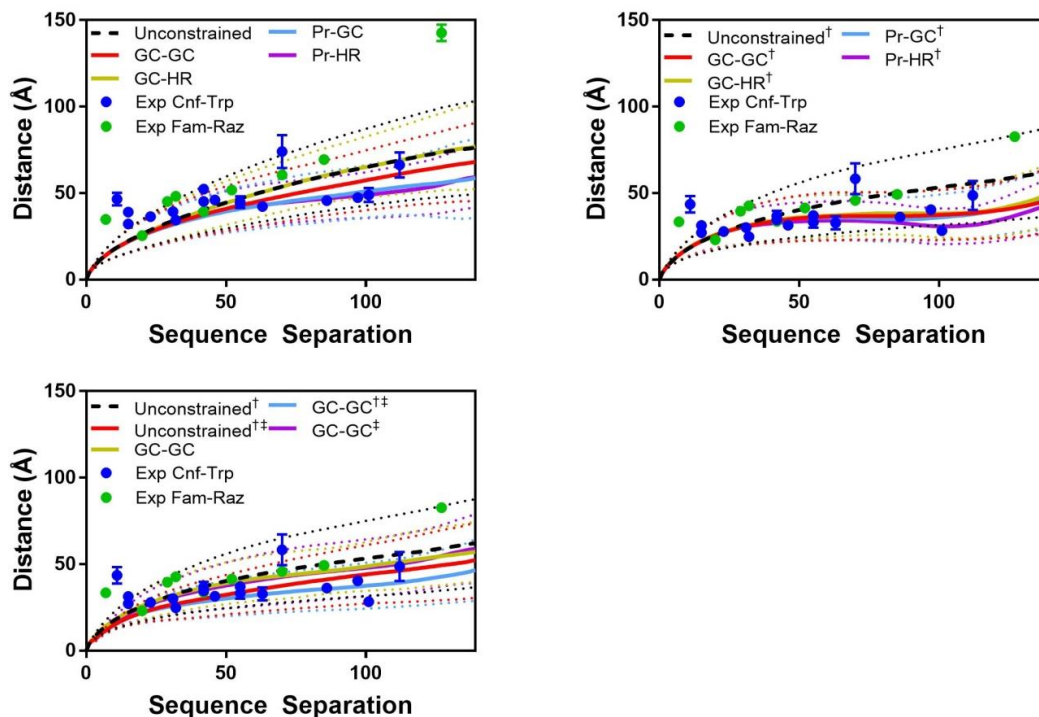 150
Unconstrained
Pr-GC
GC-GC
Pr-HR
GC-HR
100
Exp Cnf-Trp
Exp Fam-Raz
50
0
0
50
100
Distance (Å)
Sequence Separation
150
Unconstrained†
Pr-GC†
GC-GC†
Pr-HR†
GC-HR†
100
Exp Cnf-Trp
Exp Fam-Raz
50
0
0
50
100
Distance (Å)
Sequence Separation
150
Unconstrained†
GC-GC†‡
Unconstrained†‡
GC-GC‡
GC-GC
100
Exp Cnf-Trp
Exp Fam-Raz
50
0
0
50
100
Distance (Å)
Sequence Separation